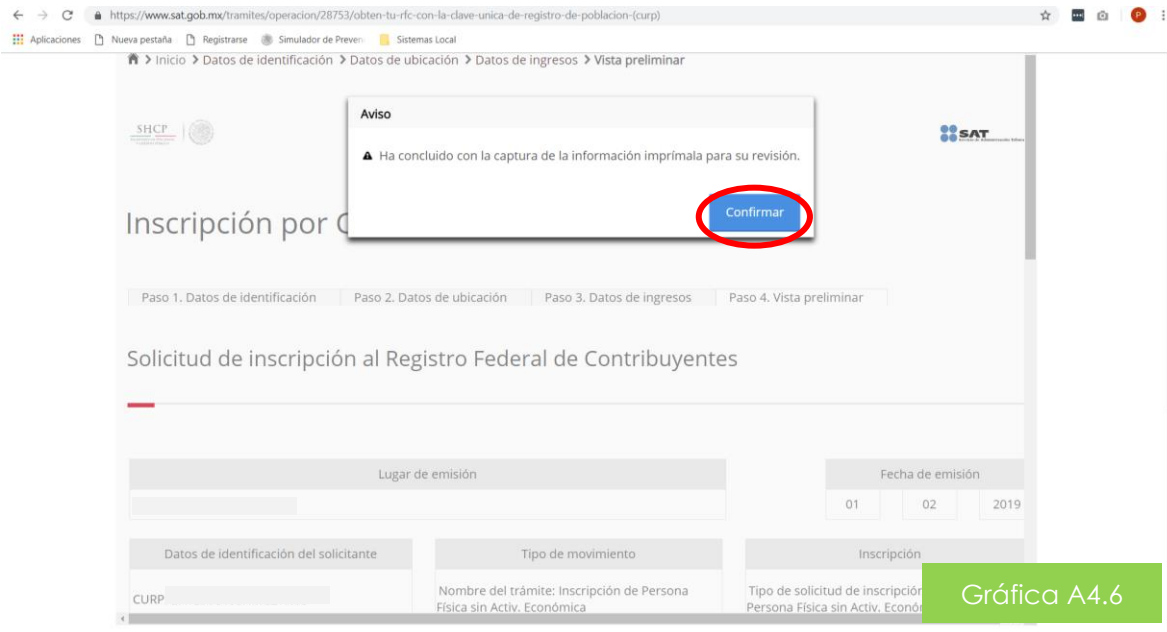 https://www.sat.gob.mx/tramites/operacion/28753/obten-tu-rfc-con-la-clave-unica-de-registro-de-poblacion-(curp)
P
Aplicaciones Nueva pestaña Registrarse Simulador de Preven Sistemas Local
Inicio > Datos de identificación > Datos de ubicación > Datos de ingresos > Vista preliminar
Aviso
SHCP
SAT
Ha concluido con la captura de la información imprímala para su revisión.
Confirmar
Inscripción por C
Paso 1. Datos de identificación Paso 2. Datos de ubicación Paso 3. Datos de ingresos Paso 4. Vista preliminar
Solicitud de inscripción al Registro Federal de Contribuyentes
Lugar de emisión Fecha de emisión
01 02 2019
Datos de identificación del solicitante Tipo de movimiento Inscripción
CURP
Nombre del trámite: Inscripción de Persona
Física sin Activ. Económica
Tipo de solicitud de inscripción
Persona Física sin Activ. Econó
Gráfica A4.6